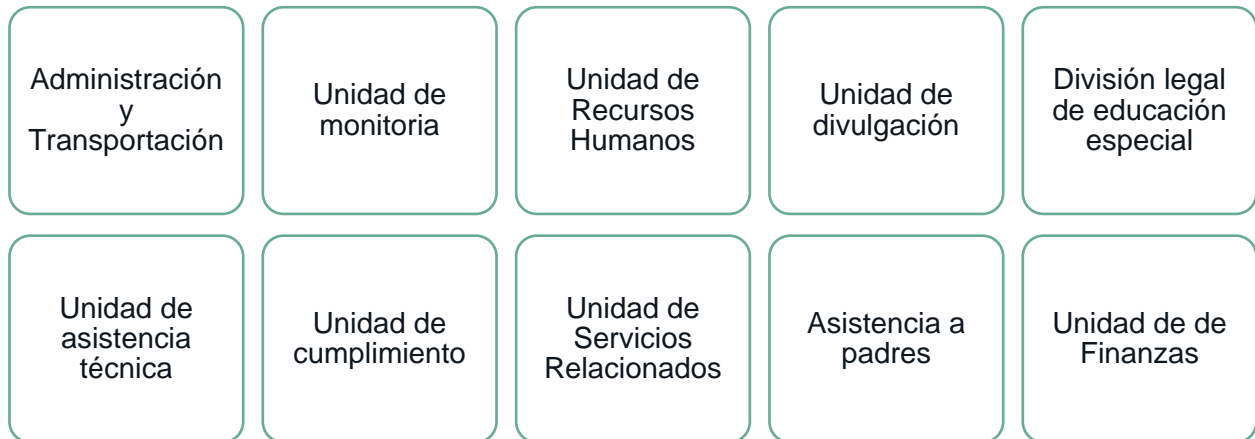 Administración
y
Transportación
Unidad de
monitoria
Unidad de
Recursos
Humanos
Unidad de
divulgación
División legal
de educación
especial
Unidad de
asistencia
técnica
Unidad de
cumplimiento
Unidad de
Servicios
Relacionados
Asistencia a
padres
Unidad de de
Finanzas